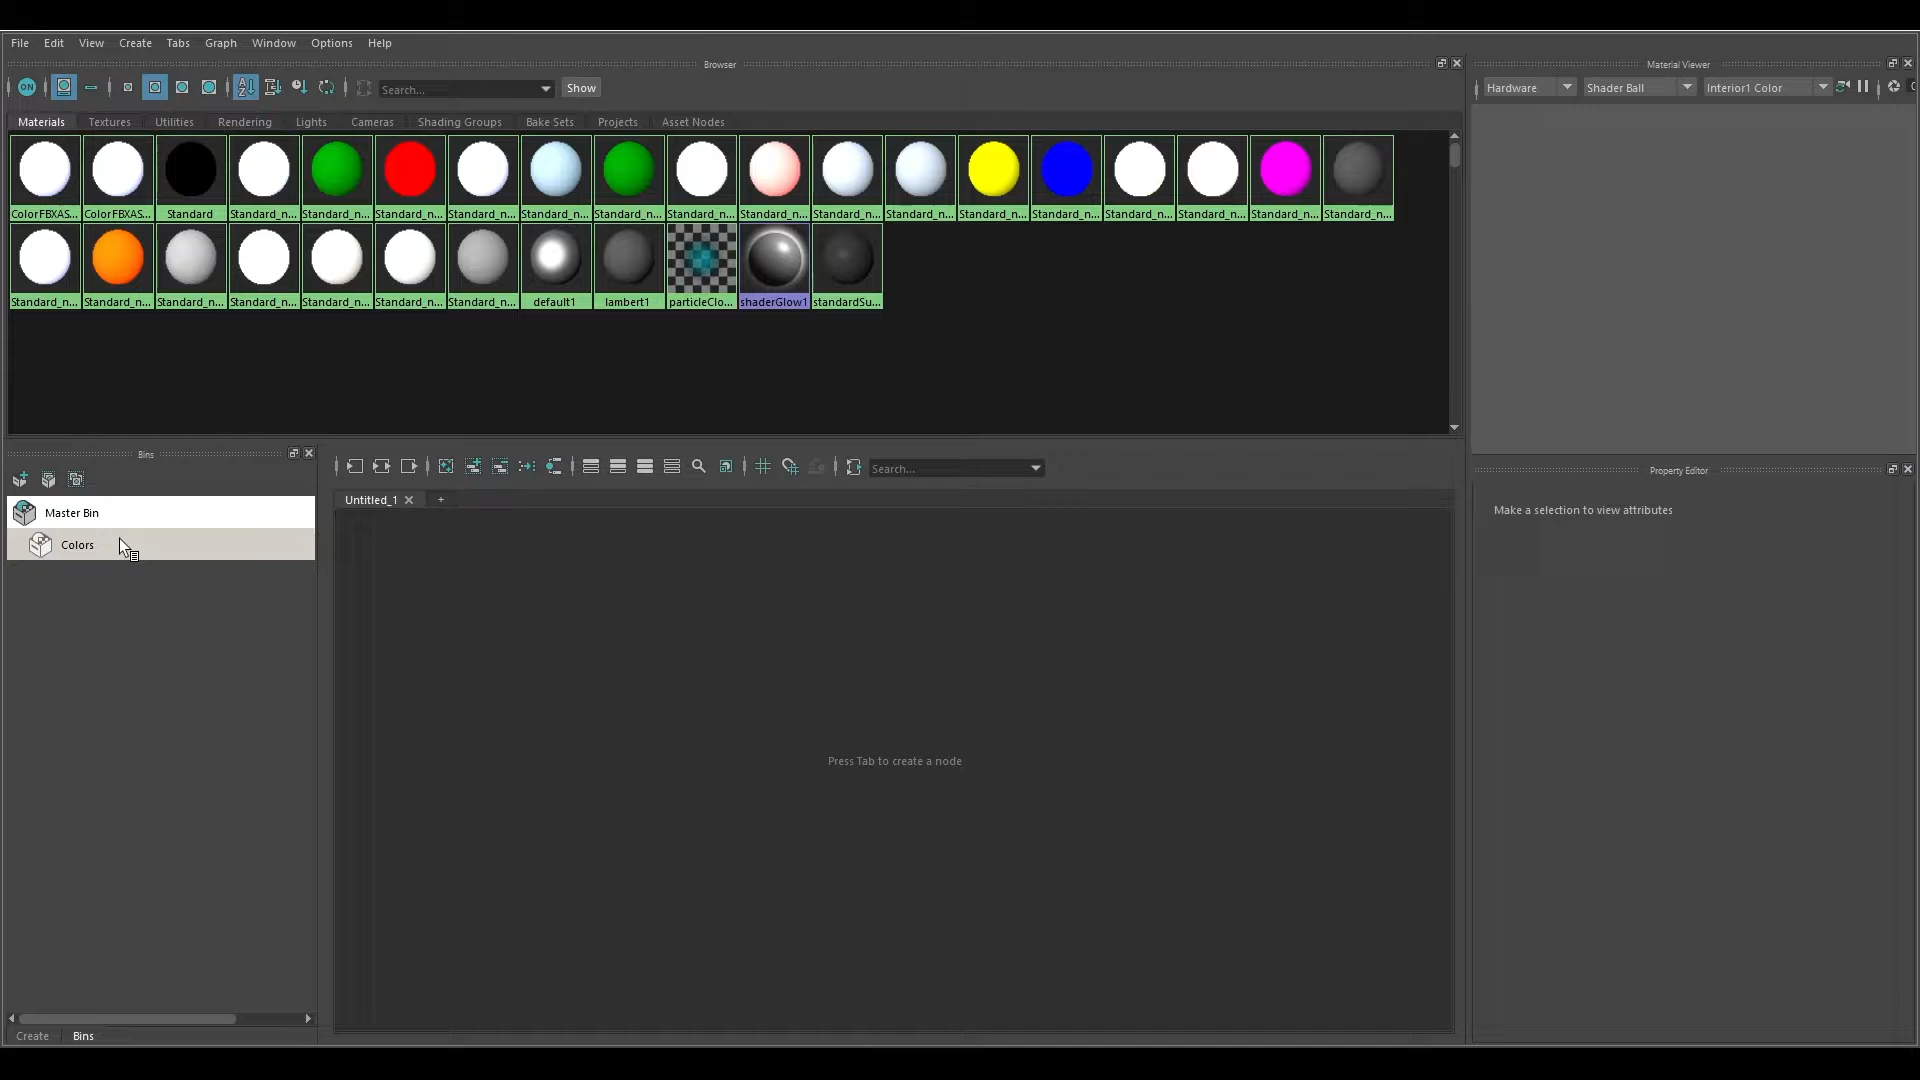 File Edit View Create Tabs Graph Window Options Help
Browser
Material Viewer
ON
Search...
Show
Hardware
Shader Ball
Interior1 Color
Materials Textures Utilities Rendering Lights Cameras Shading Groups Bake Sets Projects Asset Nodes
ColorFBXAS... ColorFBXAS... Standard Standard_n... Standard_n... Standard_n... Standard_n... Standard_n... Standard_n... Standard_n... Standard_n... Standard_n... Standard_n... Standard_n... Standard_n... Standard_n... Standard_n... Standard_n... Standard_n...
Standard_n... Standard_n... Standard_n... Standard_n... Standard_n... Standard_n... Standard_n... default1 lambert1 particleClo... shaderGlow1 standardSu...
Bins
Search...
Property Editor
Untitled_1
+
Master Bin
Colors
Make a selection to view attributes
Press Tab to create a node
Create Bins